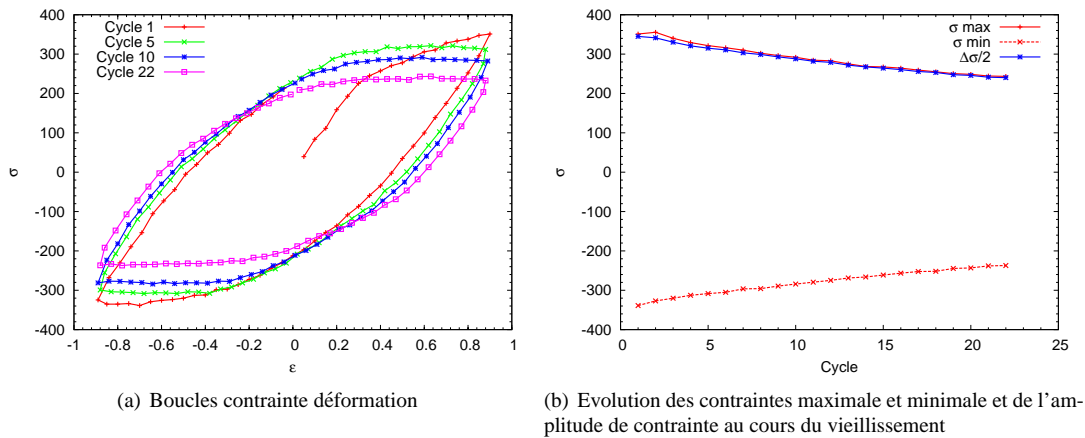 Cycle 1
Cycle 5
Cycle 10
Cycle 22
400
300
200
100
0
-100
-200
-300
-400
σ
-1
-0.8
-0.6
-0.4
-0.2
0
0.2
0.4
0.6
0.8
1
ε
(a) Boucles contrainte déformation
σ max
σ min
Δσ/2
400
300
200
100
0
-100
-200
-300
-400
σ
0
5
10
15
20
25
Cycle
(b) Evolution des contraintes maximale et minimale et de l'am-
plitude de contrainte au cours du vieillissement